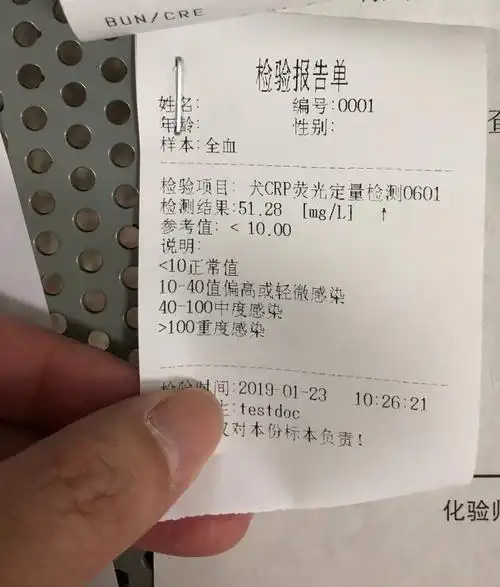 BUN/CRE
检验报告单
姓名: 编号:0001
年龄: 性别:
样本:全血
检验项目: 犬CRP荧光定量检测0601
检测结果:51.28 [mg/L] ↑
参考值: < 10.00
说明:
<10正常值
10-40值偏高或轻微感染
40-100中度感染
>100重度感染
检验时间:2019-01-23 10:26:21
:testdoc
仅对本份标本负责!
化验师